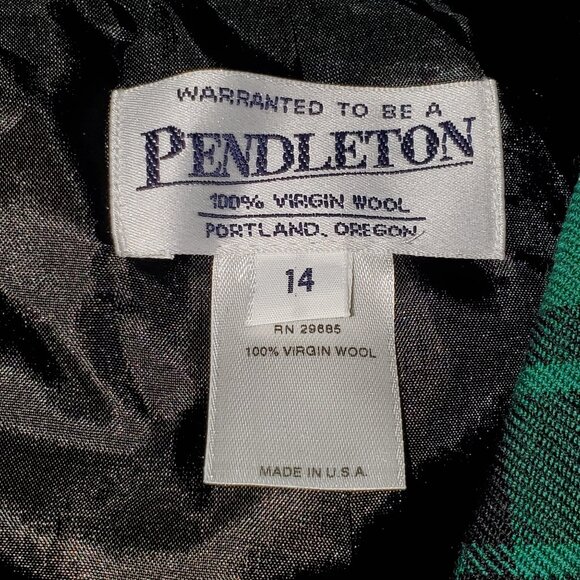 WARRANTED TO BE A
PENDLETON
100% VIRGIN WOOL
PORTLAND, OREGON
14
RN 29685
100% VIRGIN WOOL
MADE IN U.S.A.